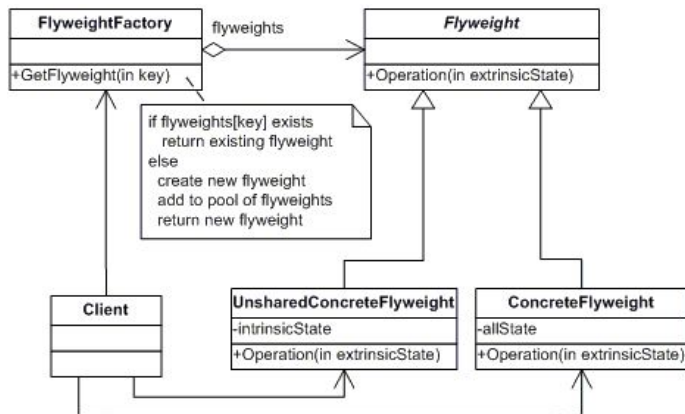 FlyweightFactory
+GetFlyweight(in key)
flyweights
Flyweight
+Operation(in extrinsicState)
if flyweights[key] exists
return existing flyweight
else
create new flyweight
add to pool of flyweights
return new flyweight
Client
UnsharedConcreteFlyweight
-intrinsicState
+Operation(in extrinsicState)
ConcreteFlyweight
-allState
+Operation(in extrinsicState)